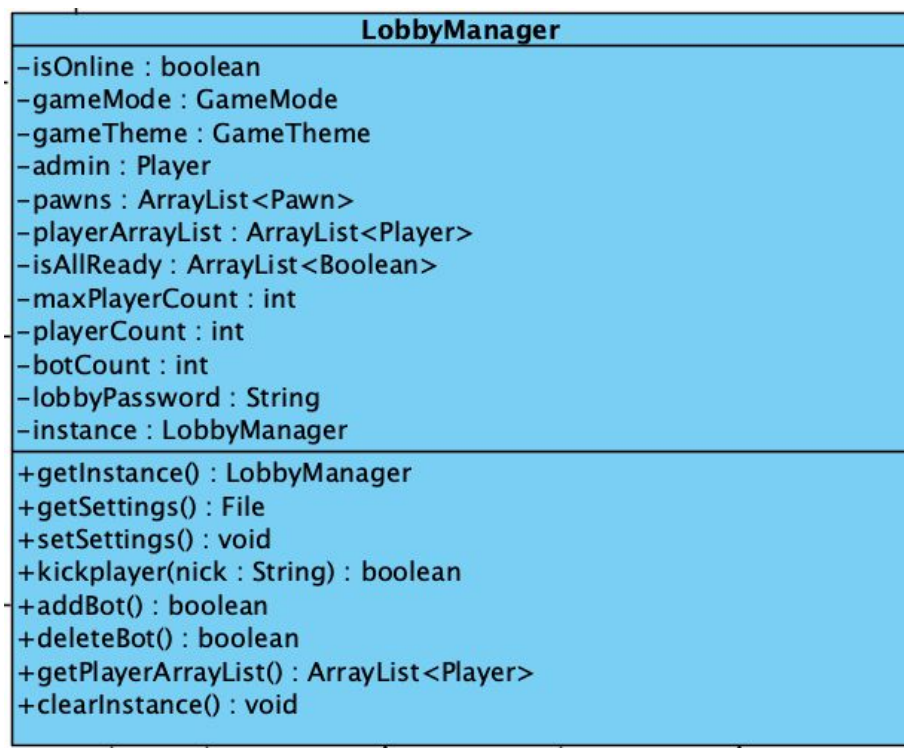 LobbyManager
-isOnline : boolean
-gameMode : GameMode
-gameTheme : GameTheme
-admin : Player
-pawns : ArrayList<Pawn>
-playerArrayList : ArrayList<Player>
-isAllReady : ArrayList<Boolean>
-maxPlayerCount : int
-playerCount : int
-botCount : int
-lobbyPassword : String
-instance : LobbyManager
+getInstance() : LobbyManager
+getSettings() : File
+setSettings() : void
+kickplayer(nick : String) : boolean
+addBot() : boolean
+deleteBot() : boolean
+getPlayerArrayList() : ArrayList<Player>
+clearInstance() : void